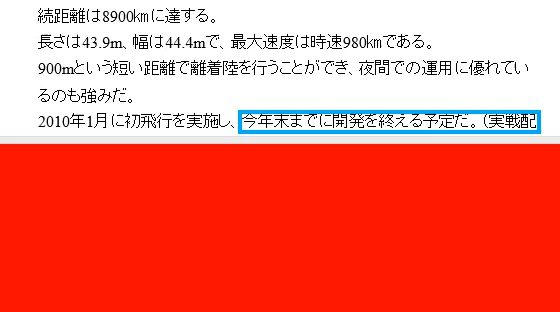 続距離は8900㎞に達する。
長さは43.9m、幅は44.4mで、最大速度は時速980㎞である。
900mという短い距離で離着陸を行うことができ、夜間での運用に優れてい
るのも強みだ。
2010年1月に初飛行を実施し、今年末までに開発を終える予定だ。（実戦配